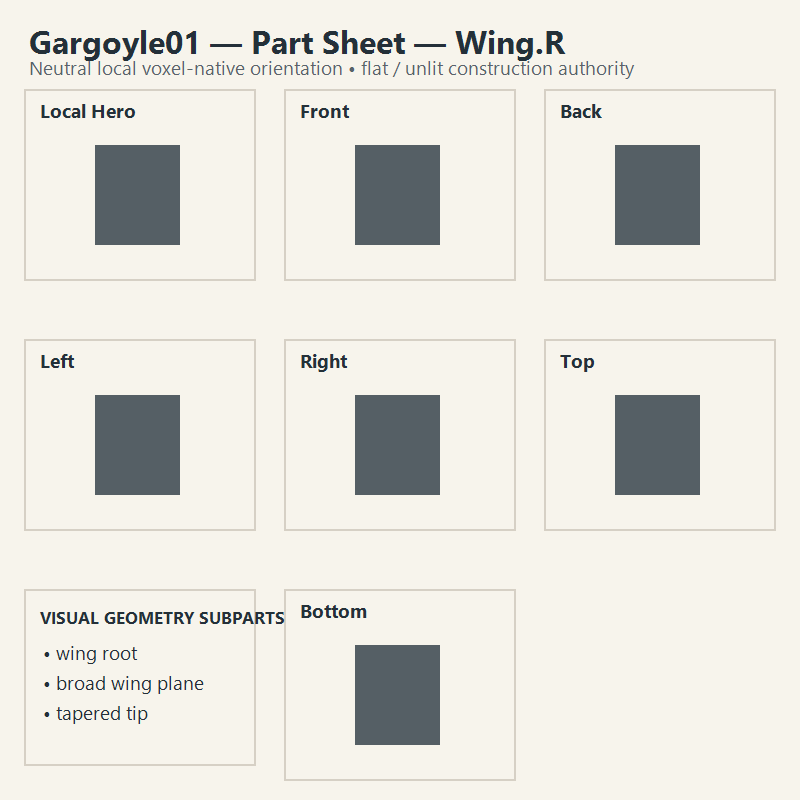 Gargoyle01 — Part Sheet — Wing.R
Neutral local voxel-native orientation • flat / unlit construction authority
Local Hero
Front
Back
Left
Right
Top
VISUAL GEOMETRY SUBPARTS
• wing root
• broad wing plane
• tapered tip
Bottom